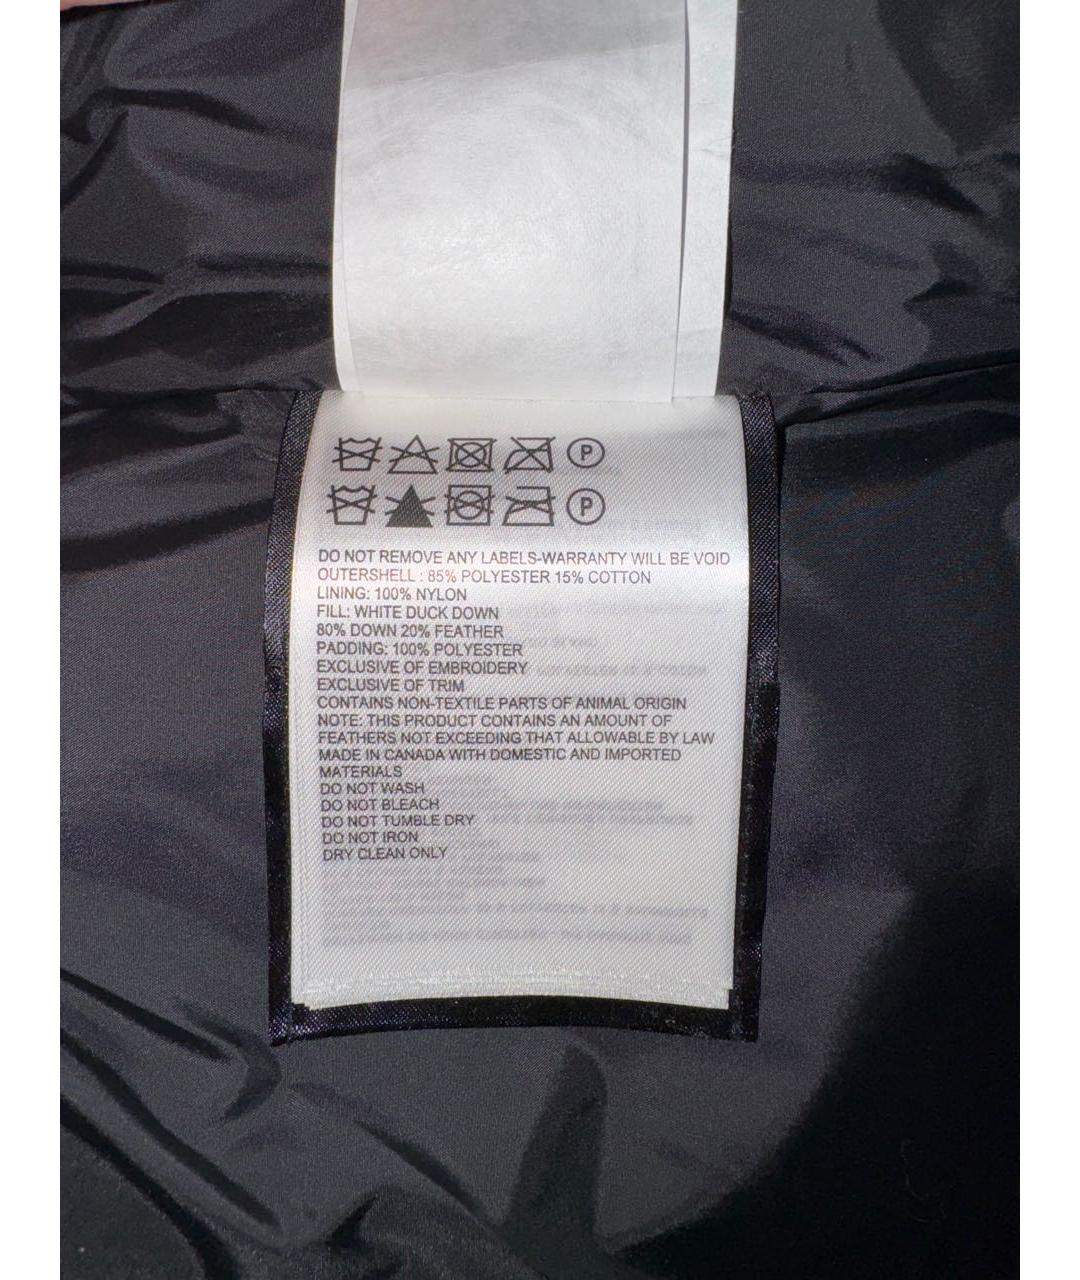 P
P
DO NOT REMOVE ANY LABELS-WARRANTY WILL BE VOID
OUTERSHELL : 85% POLYESTER 15% COTTON
LINING: 100% NYLON
FILL: WHITE DUCK DOWN
80% DOWN 20% FEATHER
PADDING: 100% POLYESTER
EXCLUSIVE OF EMBROIDERY
EXCLUSIVE OF TRIM
CONTAINS NON-TEXTILE PARTS OF ANIMAL ORIGIN
NOTE: THIS PRODUCT CONTAINS AN AMOUNT OF
FEATHERS NOT EXCEEDING THAT ALLOWABLE BY LAW
MADE IN CANADA WITH DOMESTIC AND IMPORTED
MATERIALS
DO NOT WASH
DO NOT BLEACH
DO NOT TUMBLE DRY
DO NOT IRON
DRY CLEAN ONLY